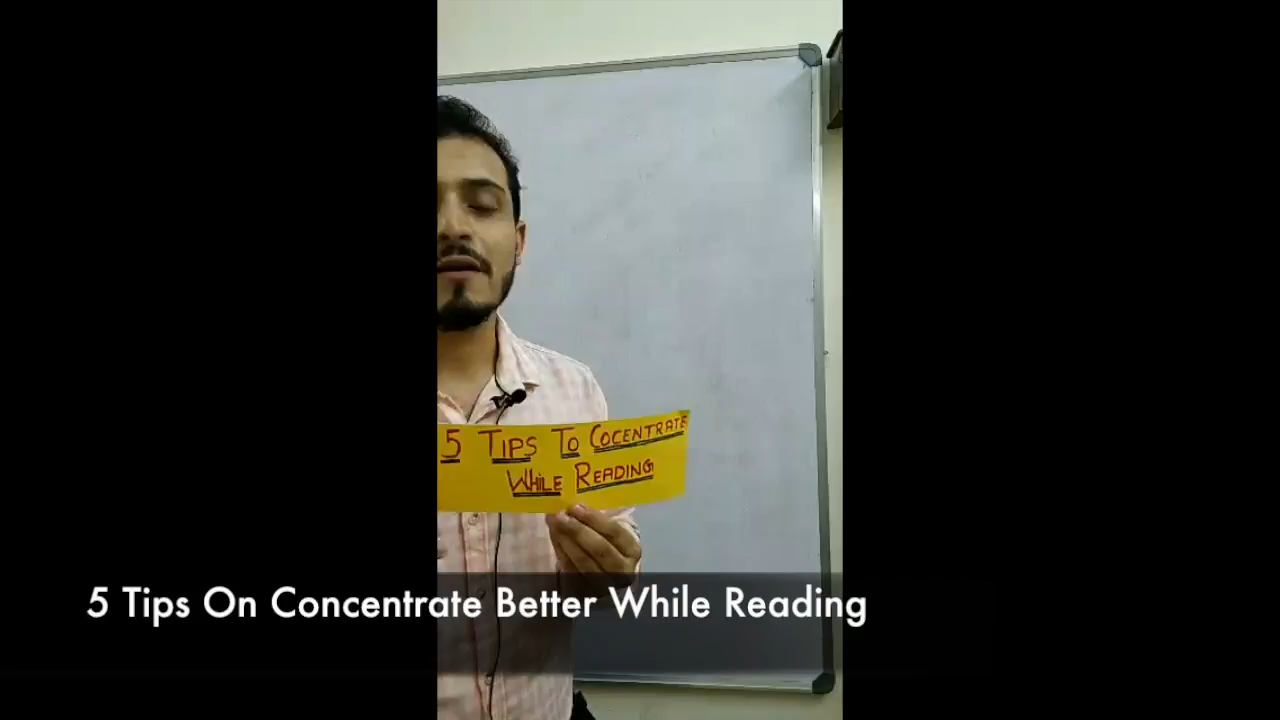 5 TIPS TO COCENTRATE
WHILE READING
5 Tips On Concentrate Better While Reading